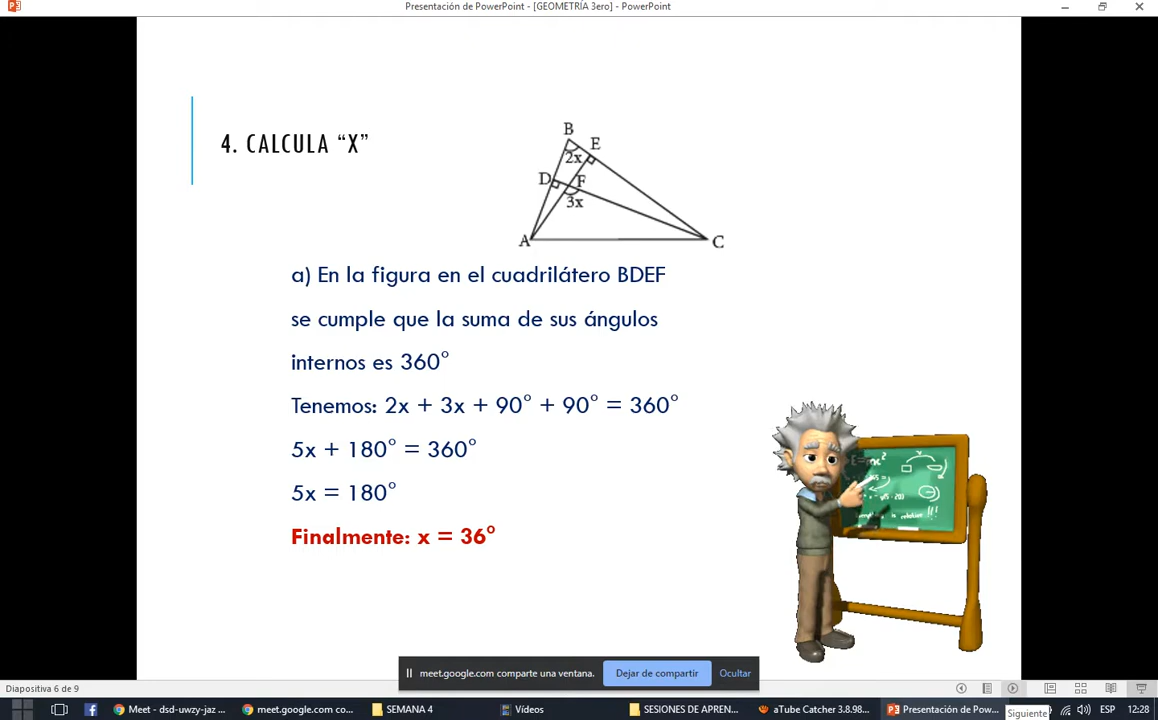 Presentación de PowerPoint - [GEOMETRÍA 3ero] - PowerPoint
4. CALCULA “X”
B
E
2x
D
F
3x
A
C
a) En la figura en el cuadrilátero BDEF
se cumple que la suma de sus ángulos
internos es 360°
Tenemos: 2x + 3x + 90° + 90° = 360°
5x + 180° = 360°
5x = 180°
Finalmente: x = 36°
E=mc²
meet.google.com comparte una ventana.
Dejar de compartir
Ocultar
Diapositiva 6 de 9
Siguiente
Meet - dsd-uwzy-jaz ...
meet.google.com co...
SEMANA 4
Vídeos
SESIONES DE APREN...
aTube Catcher 3.8.98...
Presentación de Pow...
ESP
12:28